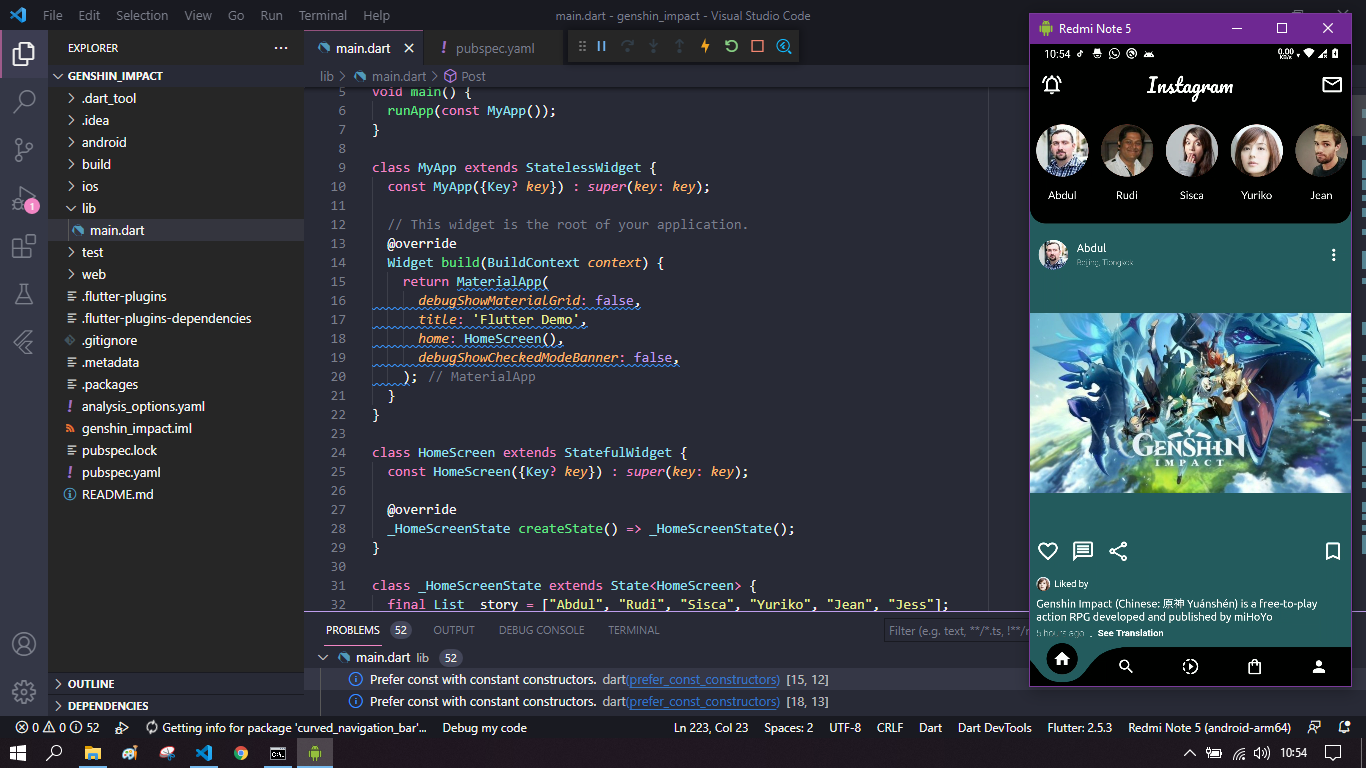 File Edit Selection View Go Run Terminal Help
main.dart - genshin_impact - Visual Studio Code
EXPLORER
GENSHIN_IMPACT
.dart_tool
.idea
android
build
ios
lib
main.dart
test
web
.flutter-plugins
.flutter-plugins-dependencies
.gitignore
.metadata
.packages
analysis_options.yaml
genshin_impact.iml
pubspec.lock
pubspec.yaml
README.md
OUTLINE
DEPENDENCIES
1
main.dart
pubspec.yaml
lib > main.dart > Post
5 void main() {
6 runApp(const MyApp());
7 }
8
9 class MyApp extends StatelessWidget {
10 const MyApp({Key? key}) : super(key: key);
11
12 // This widget is the root of your application.
13 @override
14 Widget build(BuildContext context) {
15 return MaterialApp(
16 debugShowMaterialGrid: false,
17 title: 'Flutter Demo',
18 home: HomeScreen(),
19 debugShowCheckedModeBanner: false,
20 ); // MaterialApp
21 }
22 }
23
24 class HomeScreen extends StatefulWidget {
25 const HomeScreen({Key? key}) : super(key: key);
26
27 @override
28 _HomeScreenState createState() => _HomeScreenState();
29 }
30
31 class _HomeScreenState extends State<HomeScreen> {
32 final List _story = ["Abdul", "Rudi", "Sisca", "Yuriko", "Jean", "Jess"];
PROBLEMS 52 OUTPUT DEBUG CONSOLE TERMINAL
Filter (e.g. text, **/*.ts, !**/
main.dart lib 52
Prefer const with constant constructors. dart(prefer_const_constructors) [15, 12]
Prefer const with constant constructors. dart(prefer_const_constructors) [18, 13]
Redmi Note 5
10:54
0.00
Instagram
Abdul Rudi Sisca Yuriko Jean
Abdul
Beijing, Tiongkok
GENSHIN
IMPACT
Liked by
Genshin Impact (Chinese: 原神 Yuánshén) is a free-to-play
action RPG developed and published by miHoYo
5 hours ago . See Translation
0 0 52 Getting info for package 'curved_navigation_bar'... Debug my code
Ln 223, Col 23 Spaces: 2 UTF-8 CRLF Dart Dart DevTools Flutter: 2.5.3 Redmi Note 5 (android-arm64)
10:54